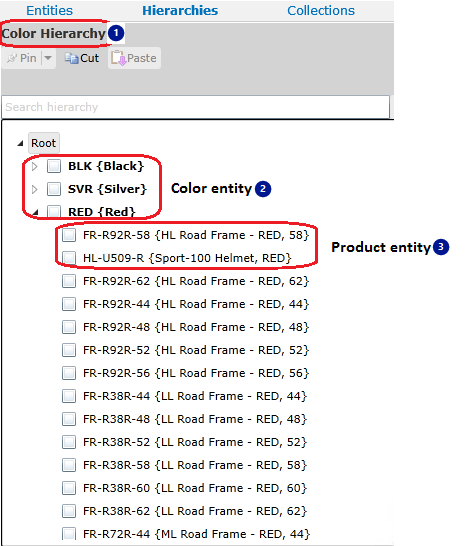 Entities Hierarchies Collections
Color Hierarchy 1
Pin Cut Paste
Search hierarchy
Root
BLK {Black}
SVR {Silver} Color entity 2
RED {Red}
FR-R92R-58 {HL Road Frame - RED, 58}
Product entity 3
HL-U509-R {Sport-100 Helmet, RED}
FR-R92R-62 {HL Road Frame - RED, 62}
FR-R92R-44 {HL Road Frame - RED, 44}
FR-R92R-48 {HL Road Frame - RED, 48}
FR-R92R-52 {HL Road Frame - RED, 52}
FR-R92R-56 {HL Road Frame - RED, 56}
FR-R38R-44 {LL Road Frame - RED, 44}
FR-R38R-48 {LL Road Frame - RED, 48}
FR-R38R-52 {LL Road Frame - RED, 52}
FR-R38R-58 {LL Road Frame - RED, 58}
FR-R38R-60 {LL Road Frame - RED, 60}
FR-R38R-62 {LL Road Frame - RED, 62}
FR-R72R-44 {ML Road Frame - RED, 44}